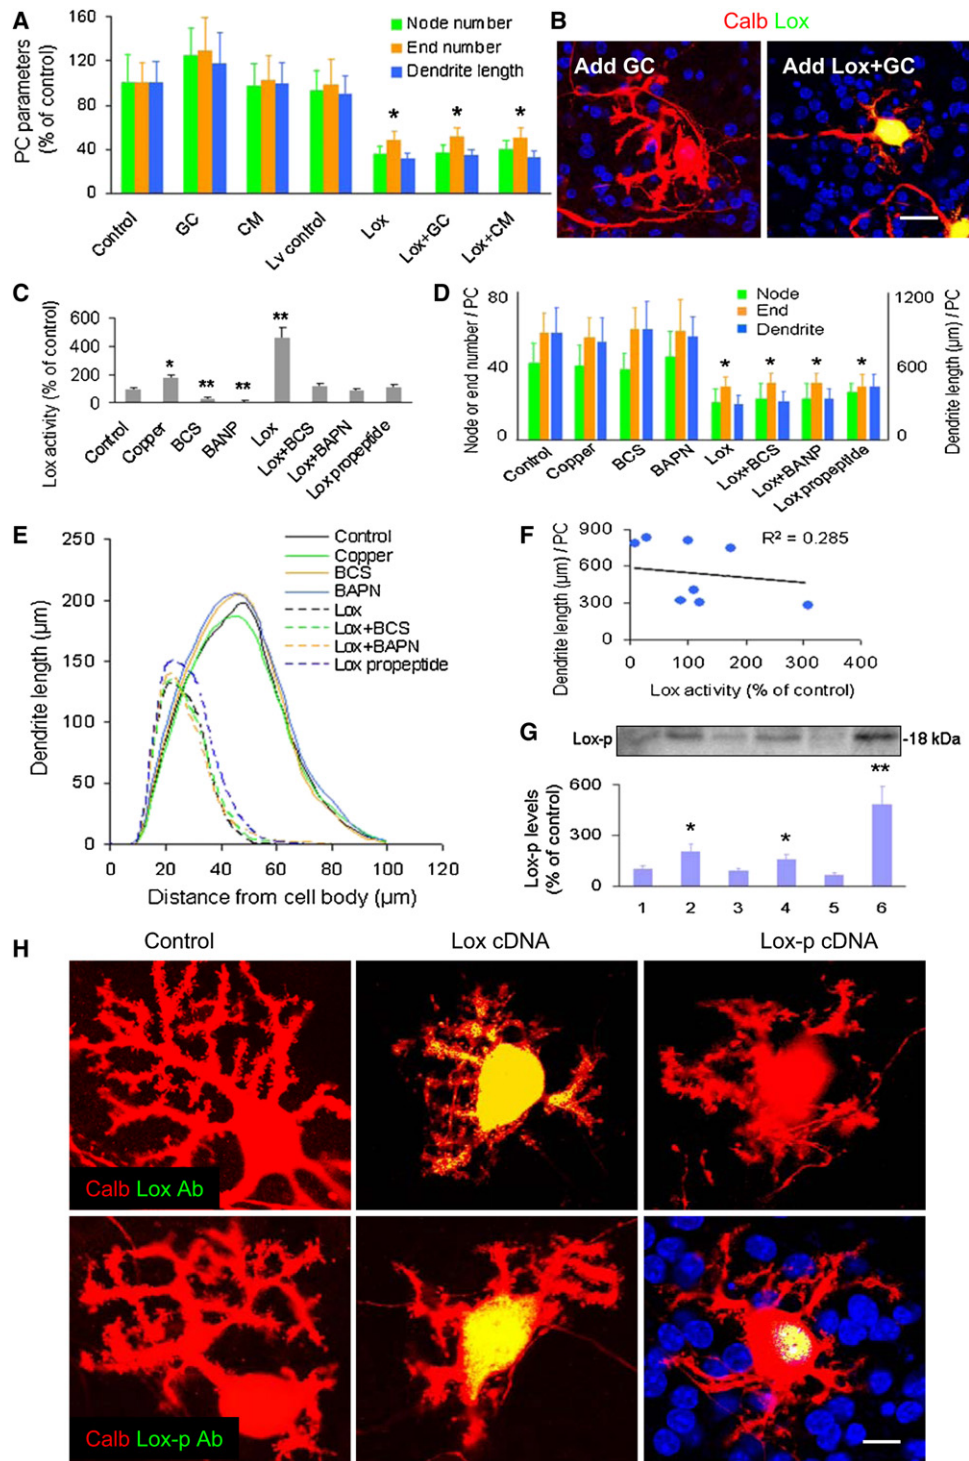 A
160
120
80
40
0
PC parameters
(% of control)
Node number
End number
Dendrite length
* * *
Control
GC
CM
Lv control
Lox
Lox+GC
Lox+CM
B
Calb Lox
Add GC
Add Lox+GC
C
600
400
200
0
Lox activity (% of control)
* ** ** **
Control
Copper
BCS
BANP
Lox
Lox+BCS
Lox+BAPN
Lox propeptide
D
80
40
0
Node or end number / PC
Node
End
Dendrite
1200
600
0
Dendrite length (µm) / PC
* * * *
Control
Copper
BCS
BAPN
Lox
Lox+BCS
Lox+BANP
Lox propeptide
E
250
200
150
100
50
0
Dendrite length (µm)
Control
Copper
BCS
BAPN
Lox
Lox+BCS
Lox+BAPN
Lox propeptide
0 20 40 60 80 100 120
Distance from cell body (µm)
F
900
600
300
0
Dendrite length (µm) / PC
R² = 0.285
0 100 200 300 400
Lox activity (% of control)
G
Lox-p
-18 kDa
600
300
0
Lox-p levels
(% of control)
* * **
1 2 3 4 5 6
H
Control
Lox cDNA
Lox-p cDNA
Calb Lox Ab
Calb Lox-p Ab